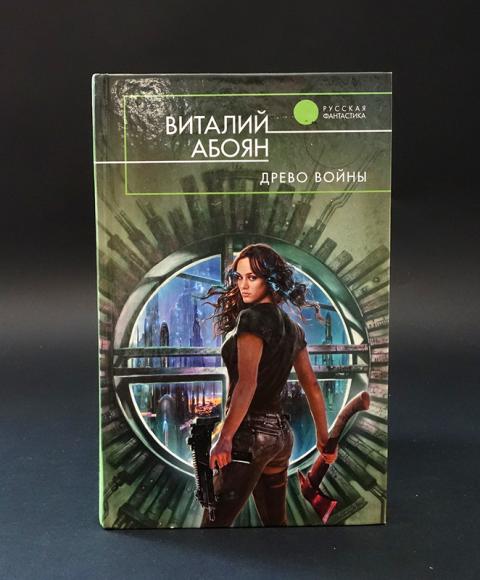 РУССКАЯ
ФАНТАСТИКА
ВИТАЛИЙ
АБОЯН
ДРЕВО ВОЙНЫ